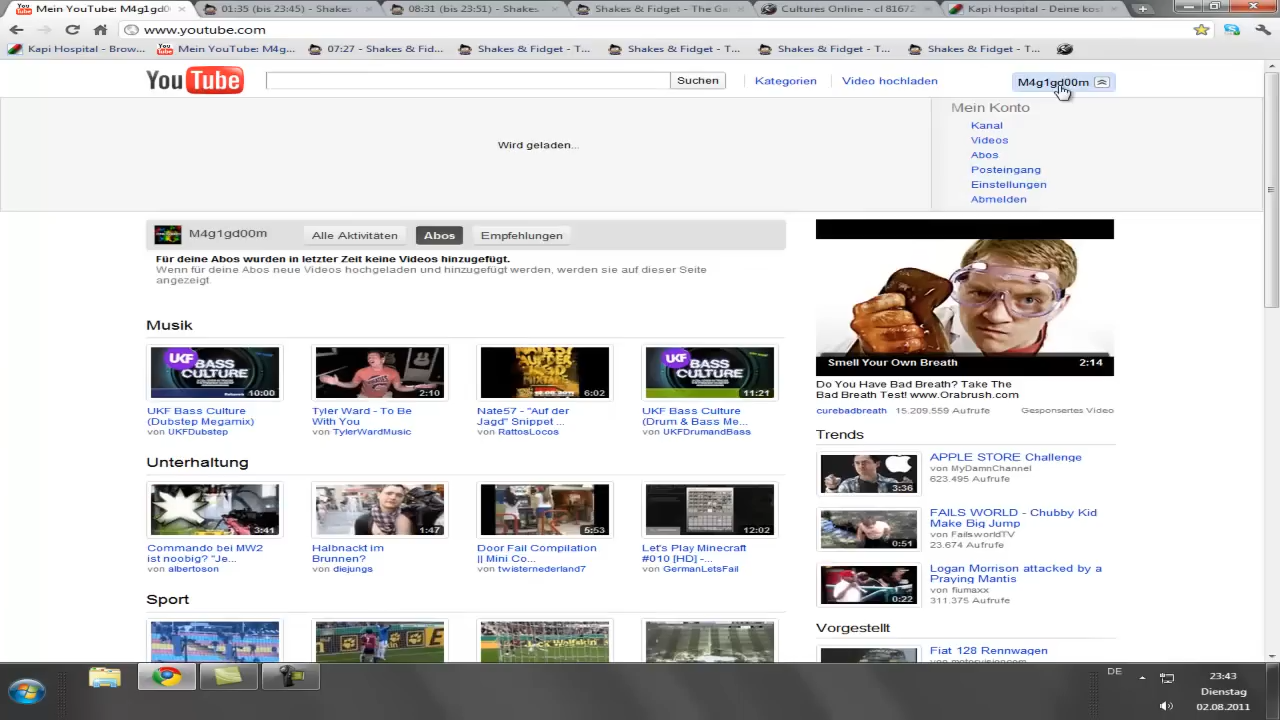 Mein YouTube: M4g1gd0
01:35 (bis 23:45) - Shakes
08:31 (bis 23:51) - Shakes
Shakes & Fidget - The Ga
Cultures Online - cl 81672
Kapi Hospital - Deine kost
www.youtube.com
Kapi Hospital - Brow...
Mein YouTube: M4g...
07:27 - Shakes & Fid...
Shakes & Fidget - T...
Shakes & Fidget - T...
Shakes & Fidget - T...
Shakes & Fidget - T...
YouTube
Suchen
Kategorien
Video hochladen
M4g1gd00m
Wird geladen...
Mein Konto
Kanal
Videos
Abos
Posteingang
Einstellungen
Abmelden
M4g1gd00m
Alle Aktivitäten
Abos
Empfehlungen
Für deine Abos wurden in letzter Zeit keine Videos hinzugefügt.
Wenn für deine Abos neue Videos hochgeladen und hinzugefügt werden, werden sie auf dieser Seite
angezeigt.
Smell Your Own Breath 2:14
Do You Have Bad Breath? Take The
Bad Breath Test! www.Orabrush.com
curebadbreath 15.209.559 Aufrufe Gesponsertes Video
Musik
UKF BASS CULTURE 10:00
2:10
6:02
UKF BASS CULTURE 11:21
UKF Bass Culture
(Dubstep Megamix)
von UKFDubstep
Tyler Ward - To Be
With You
von TylerWardMusic
Nate57 - "Auf der
Jagd" Snippet ...
von RattosLocos
UKF Bass Culture
(Drum & Bass Me...
von UKFDrumandBass
Trends
3:36
APPLE STORE Challenge
von MyDamnChannel
623.495 Aufrufe
0:51
FAILS WORLD - Chubby Kid
Make Big Jump
von FailsworldTV
23.674 Aufrufe
0:22
Logan Morrison attacked by a
Praying Mantis
von fiumaxx
311.375 Aufrufe
Unterhaltung
3:41
1:47
5:53
12:02
Commando bei MW2
ist noobig? "Je...
von albertoson
Halbnackt im
Brunnen?
von diejungs
Door Fail Compilation
|| Mini Co...
von twisternederland7
Let's Play Minecraft
#010 [HD] -...
von GermanLetsFail
Sport
Vorgestellt
Fiat 128 Rennwagen
DE
23:43
Dienstag
02.08.2011